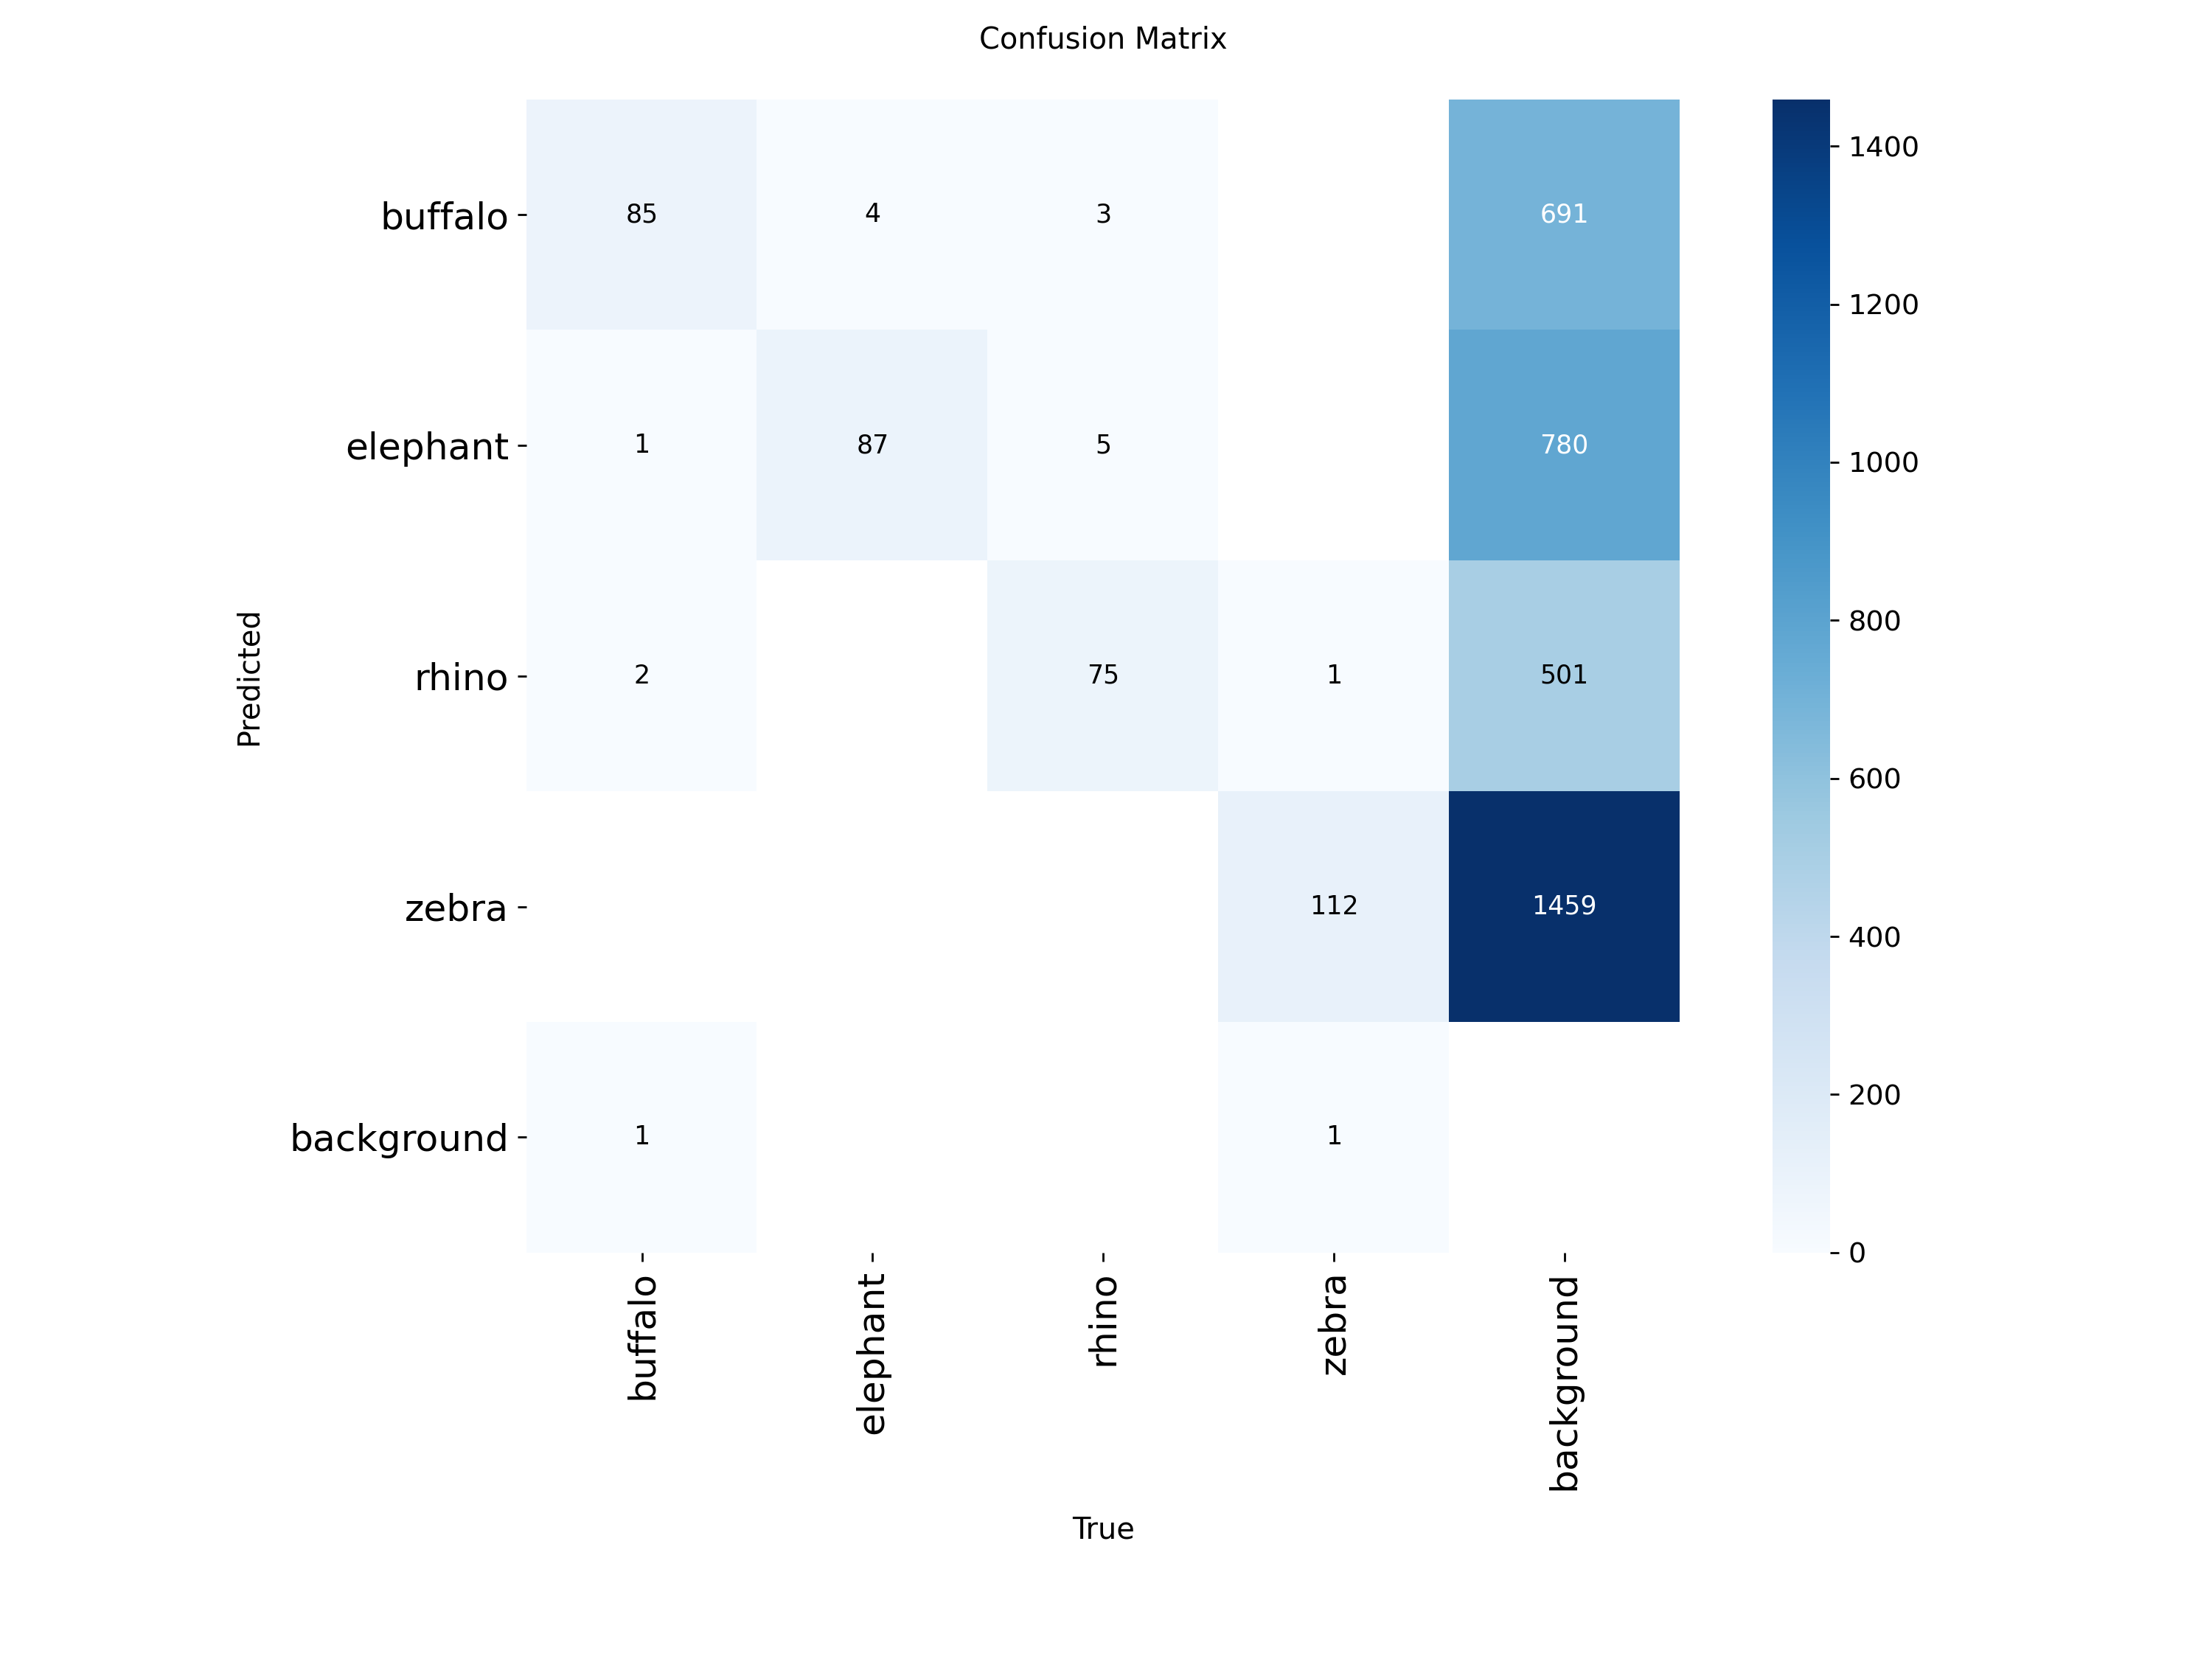 Confusion Matrix
buffalo 85 4 3 691
elephant 1 87 5 780
rhino 2 75 1 501
zebra 112 1459
background 1 1
Predicted
buffalo elephant rhino zebra background
True
1400
1200
1000
800
600
400
200
0